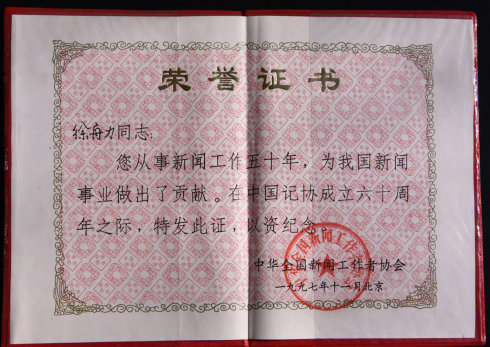 荣誉证书
徐舟力同志：
您从事新闻工作五十年，为我国新闻
事业做出了贡献。在中国记协成立六十周
年之际，特发此证，以资纪念。
中华全国新闻工作者协会
一九九七年十一月北京